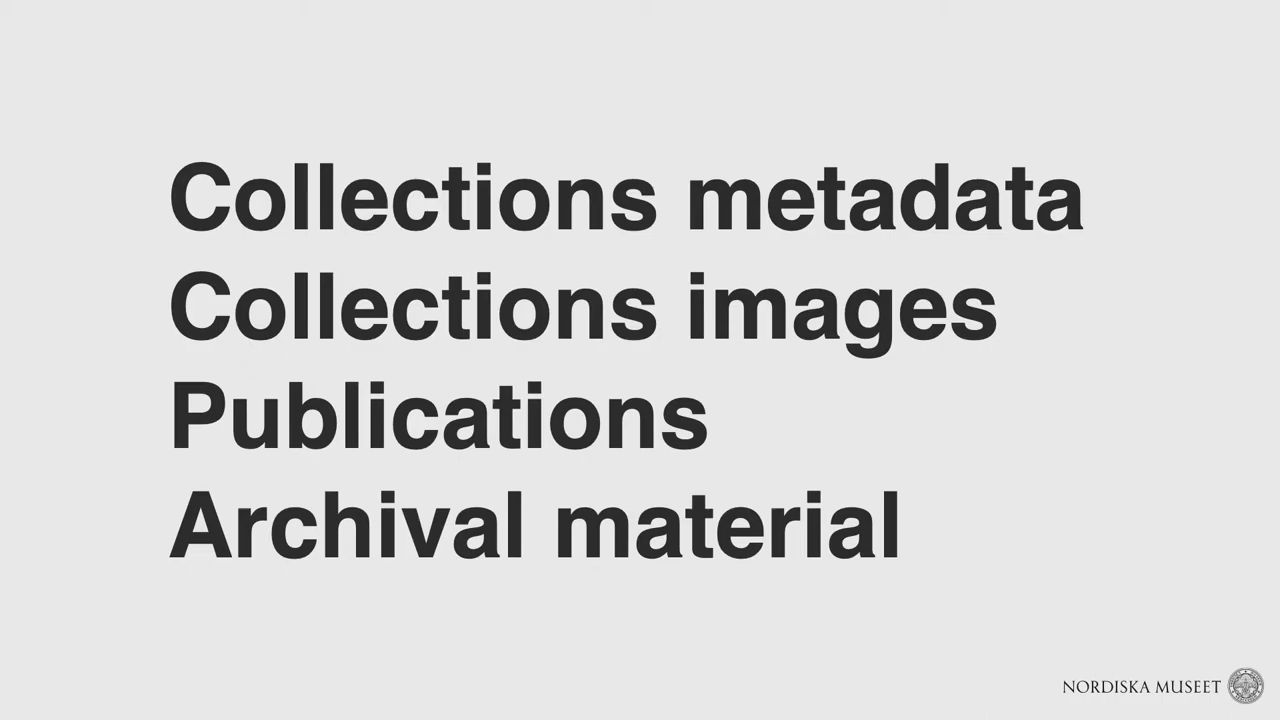 Collections metadata
Collections images
Publications
Archival material
NORDISKA MUSEET